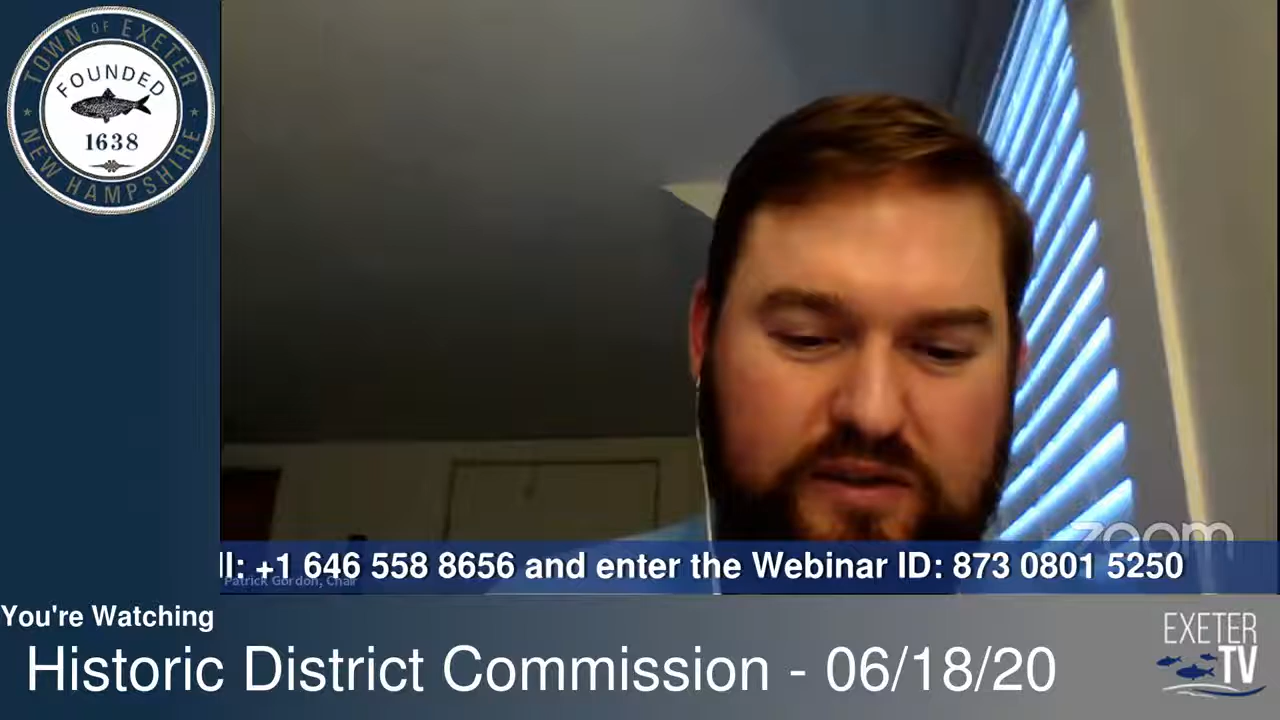 TOWN OF EXETER
FOUNDED
1638
NEW HAMPSHIRE
zoom
ll: +1 646 558 8656 and enter the Webinar ID: 873 0801 5250
Patrick Gordon, Chair
You're Watching
Historic District Commission - 06/18/20
EXETER
TV